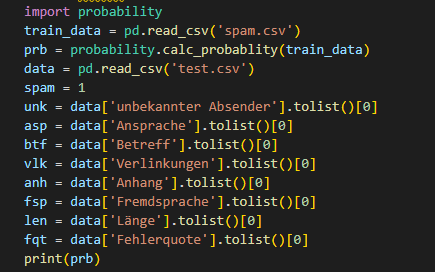 import probability
train_data = pd.read_csv('spam.csv')
prb = probability.calc_probablity(train_data)
data = pd.read_csv('test.csv')
spam = 1
unk = data['unbekannter Absender'].tolist()[0]
asp = data['Ansprache'].tolist()[0]
btf = data['Betreff'].tolist()[0]
vlk = data['Verlinkungen'].tolist()[0]
anh = data['Anhang'].tolist()[0]
fsp = data['Fremdsprache'].tolist()[0]
len = data['Länge'].tolist()[0]
fqt = data['Fehlerquote'].tolist()[0]
print(prb)